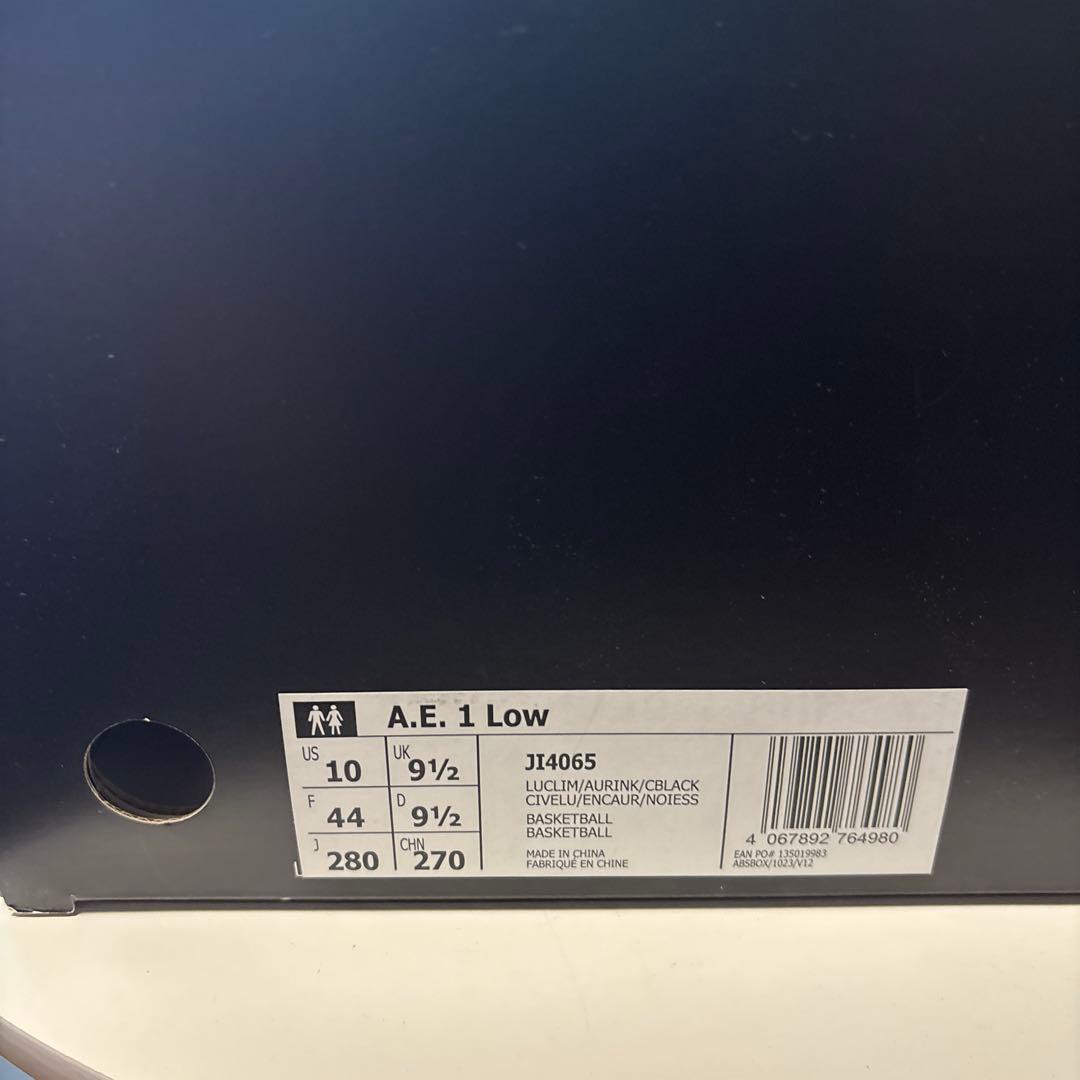 A.E. 1 Low
US 10 UK 9½
F 44 D 9½
J 280 CHN 270
JI4065
LUCLIM/AURINK/CBLACK
CIVELU/ENCAUR/NOIESS
BASKETBALL
BASKETBALL
MADE IN CHINA
FABRIQUÉ EN CHINE
4 067892 764980
EAN PO# 135019983
ABSBOX/1023/V12